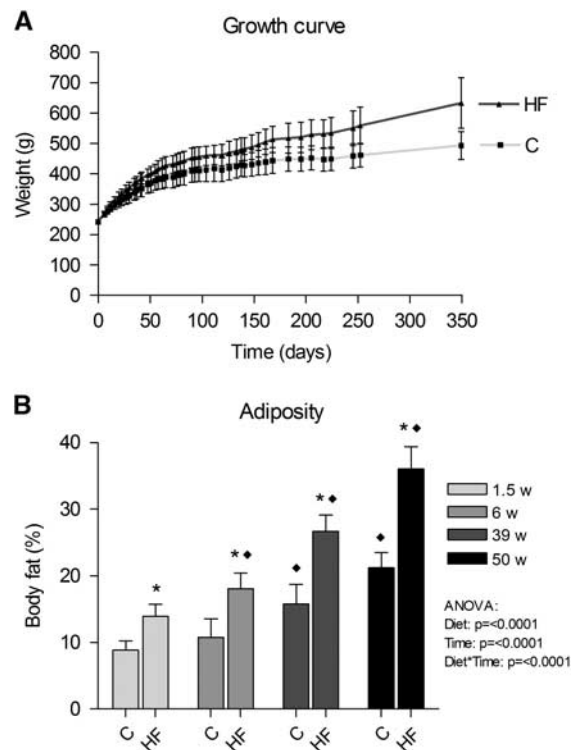 A
Growth curve
800
700
600
500
400
300
200
100
0
Weight (g)
HF
C
0 50 100 150 200 250 300 350
Time (days)
B
Adiposity
40
30
20
10
0
Body fat (%)
* *♦ ♦ *♦ ♦ *♦
1.5 w
6 w
39 w
50 w
ANOVA:
Diet: p=<0.0001
Time: p=<0.0001
Diet*Time: p=<0.0001
C HF C HF C HF C HF